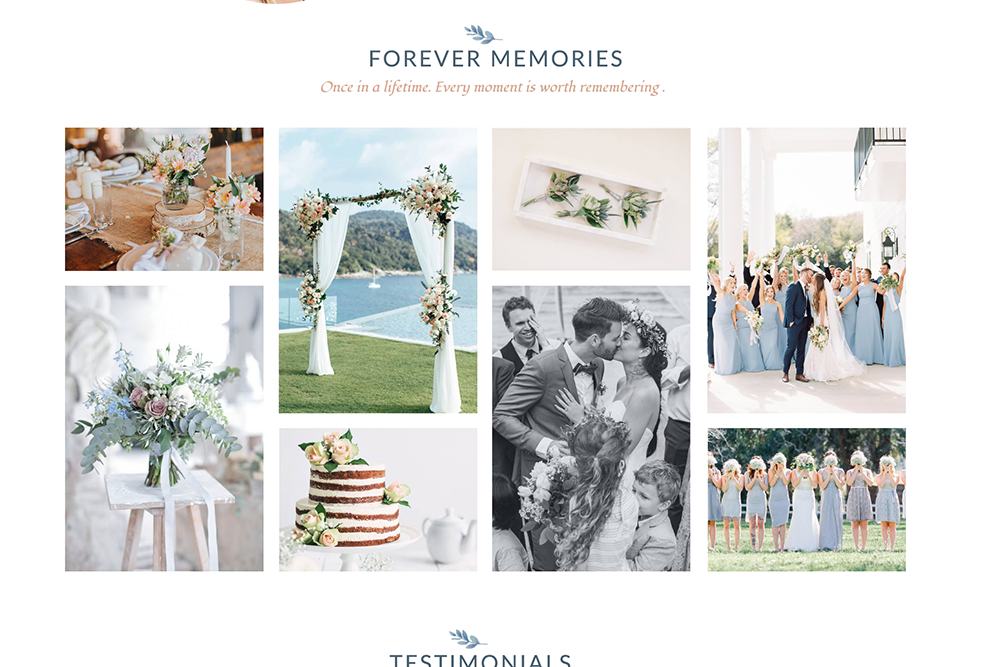 FOREVER MEMORIES
Once in a lifetime. Every moment is worth remembering .
TESTIMONIALS